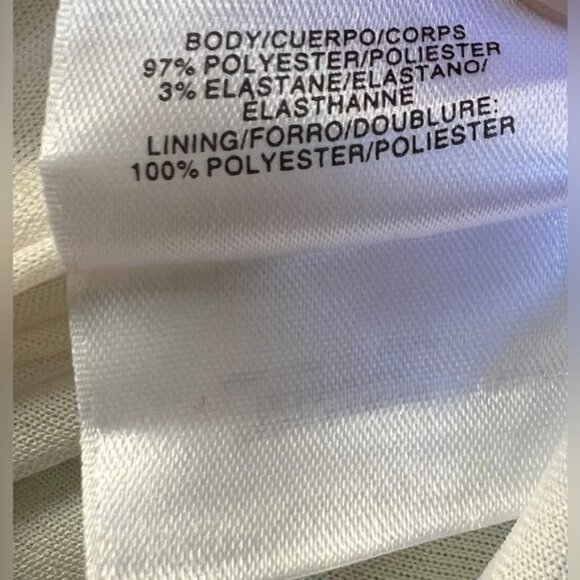 BODY/CUERPO/CORPS
97% POLYESTER/POLIESTER
3% ELASTANE/ELASTANO/
ELASTHANNE
LINING/FORRO/DOUBLURE:
100% POLYESTER/POLIESTER